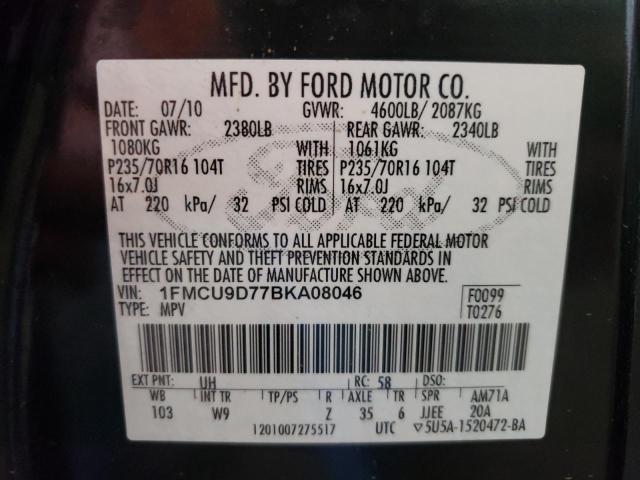 MFD. BY FORD MOTOR CO.
DATE: 07/10 GVWR: 4600LB/ 2087KG
FRONT GAWR: 2380LB REAR GAWR: 2340LB
1080KG WITH 1061KG WITH
P235/70R16 104T TIRES P235/70R16 104T TIRES
16x7.0J RIMS 16x7.0J RIMS
AT 220 kPa/ 32 PSI COLD AT 220 kPa/ 32 PSI COLD
THIS VEHICLE CONFORMS TO ALL APPLICABLE FEDERAL MOTOR
VEHICLE SAFETY AND THEFT PREVENTION STANDARDS IN
EFFECT ON THE DATE OF MANUFACTURE SHOWN ABOVE.
VIN: 1FMCU9D77BKA08046 F0099
TYPE: MPV T0276
EXT PNT: UH RC: 58 DSO:
WB INT TR TP/PS R AXLE TR SPR AM71A
103 W9 Z 35 6 JJEE 20A
1201007275517 UTC ▽5U5A-1520472-BA